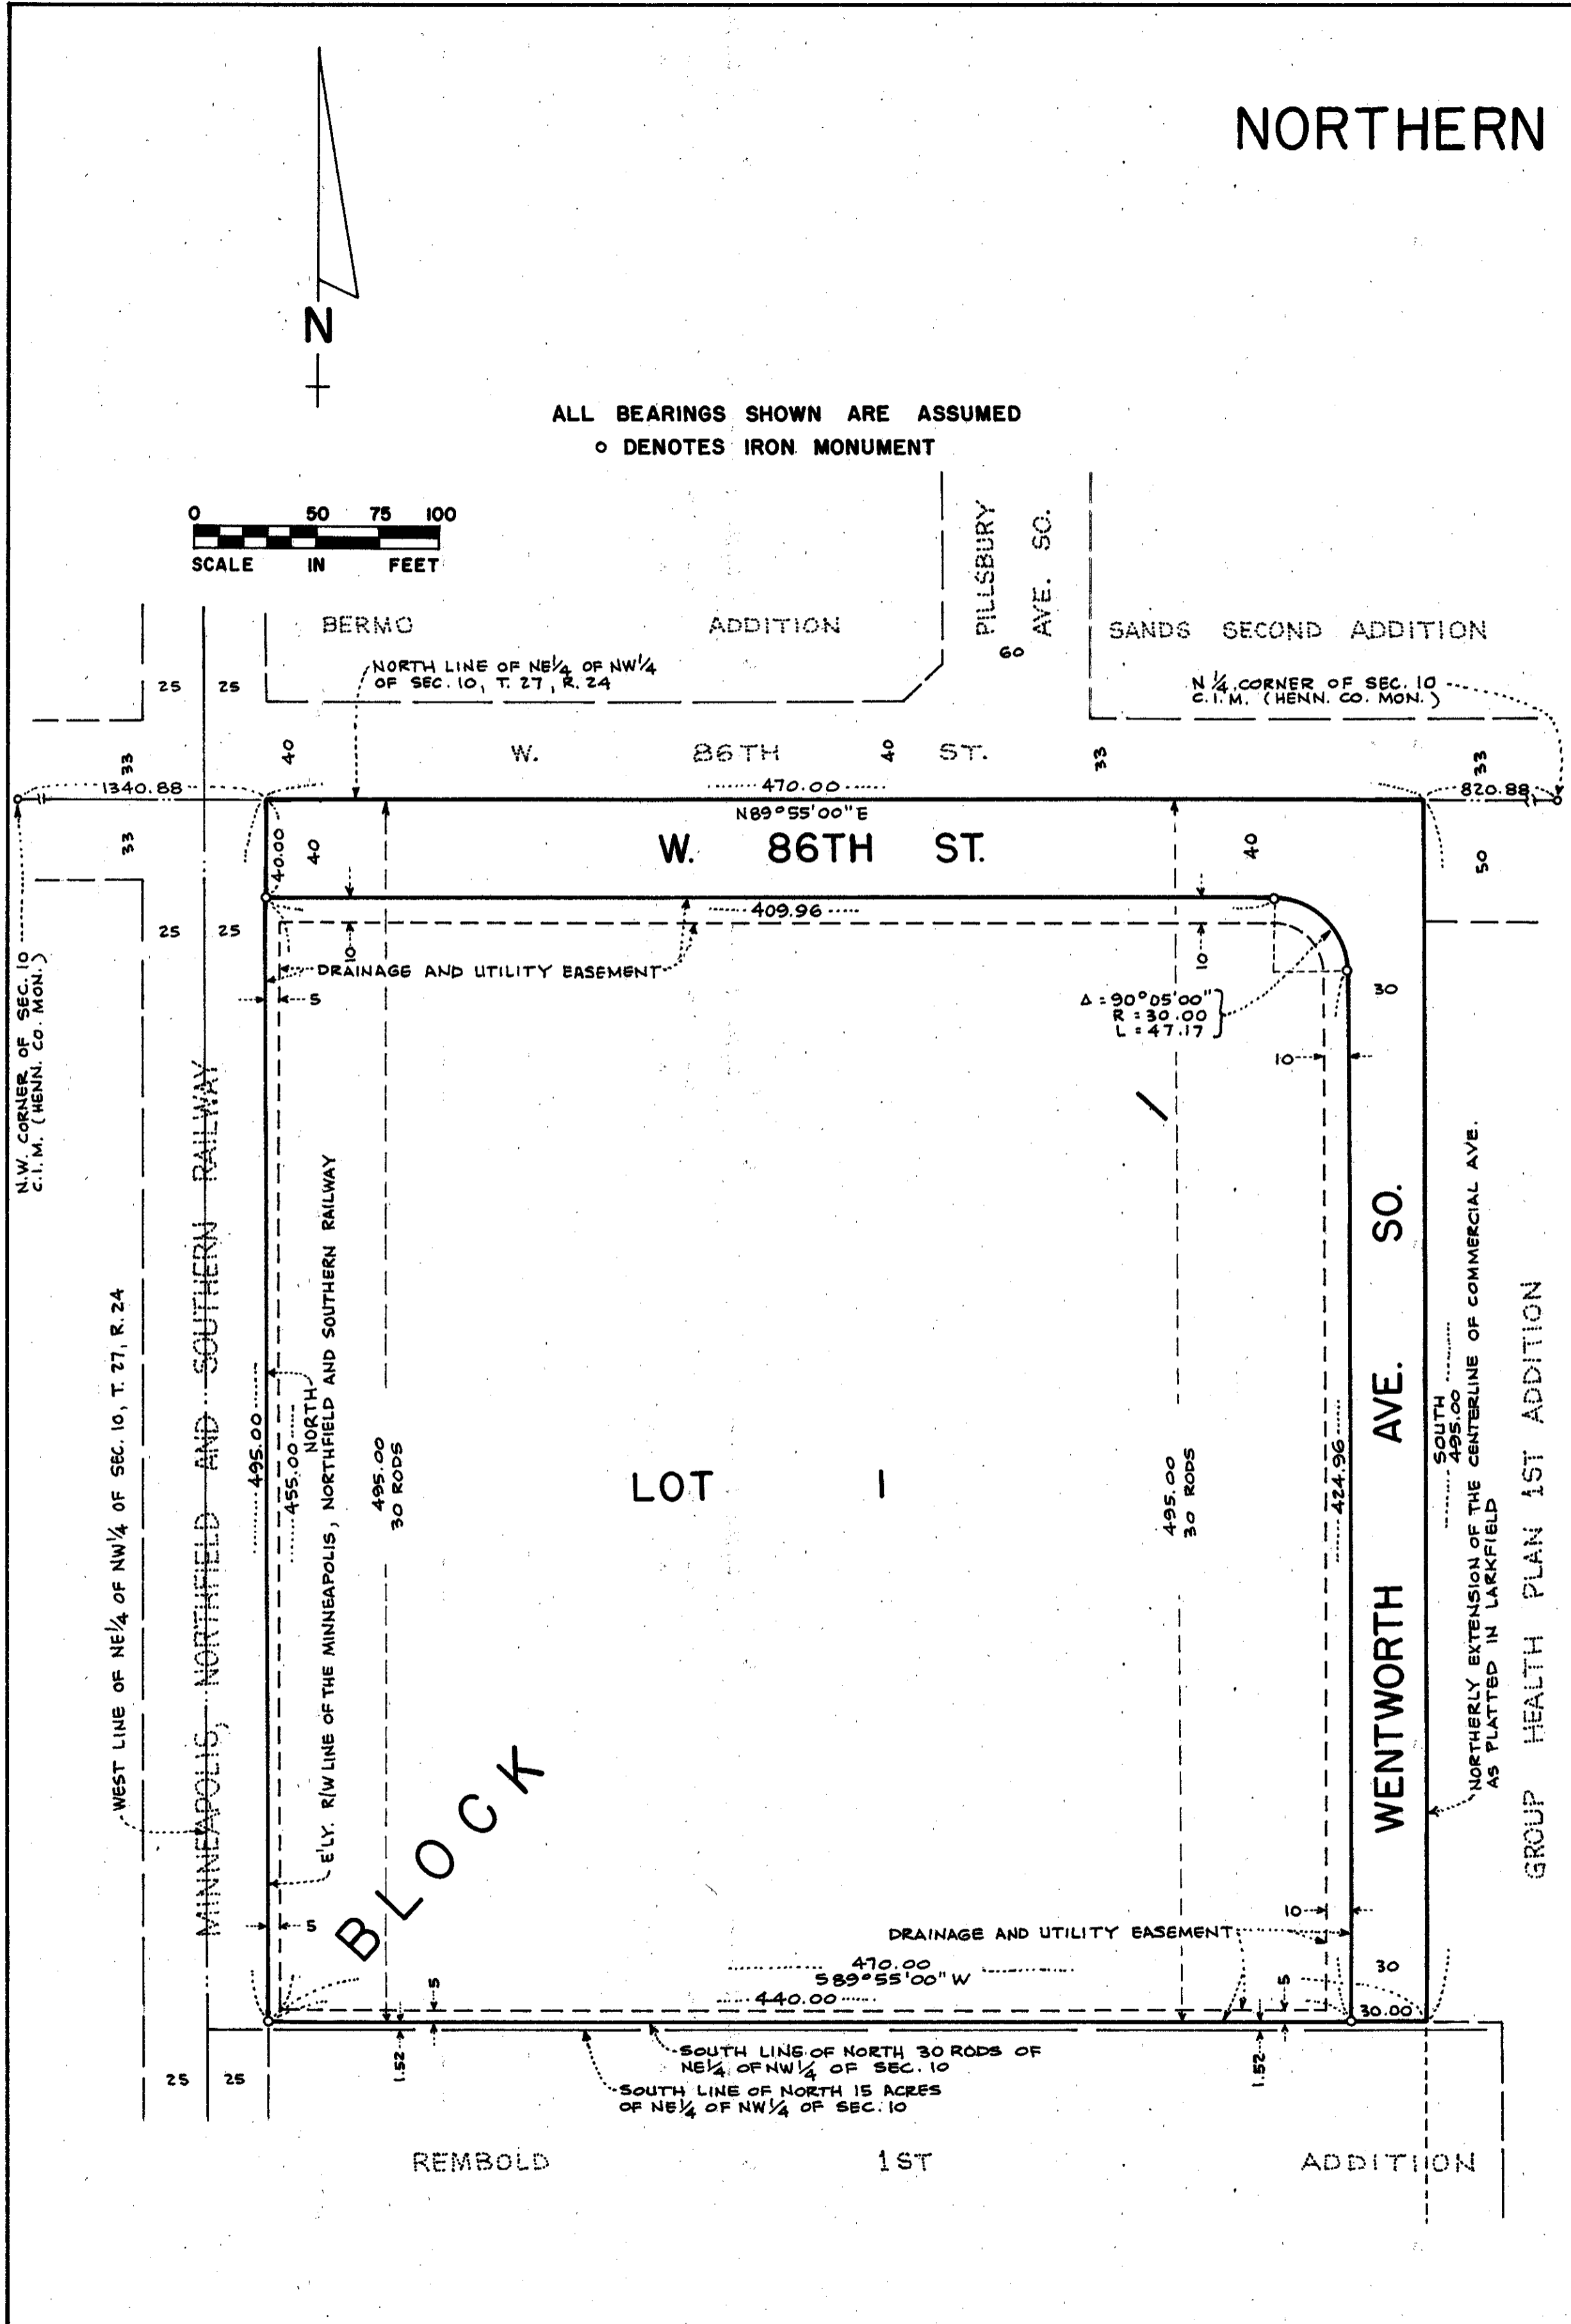 NORTHERN
N
ALL BEARINGS SHOWN ARE ASSUMED
o DENOTES IRON MONUMENT
0 50 75 100
SCALE IN FEET
PILLSBURY
AVE. SO.
60
BERMO ADDITION
SANDS SECOND ADDITION
NORTH LINE OF NE1/4 OF NW1/4
OF SEC. 10, T. 27, R. 24
N 1/4 CORNER OF SEC. 10
C.I.M. (HENN. CO. MON.)
25 25
33
40
W. 86TH ST.
40
33
33
1340.88
470.00
820.88
N89°55'00"E
33
40.00
40
W. 86TH ST.
40
50
409.96
25 25
10
10
DRAINAGE AND UTILITY EASEMENT
5
30
Δ = 90°05'00"
R = 30.00
L = 47.17
10
N.W. CORNER OF SEC. 10
C.I.M. (HENN. CO. MON.)
MINNEAPOLIS, NORTHFIELD AND SOUTHERN RAILWAY
WEST LINE OF NE1/4 OF NW1/4 OF SEC. 10, T. 27, R. 24
E'LY. R/W LINE OF THE MINNEAPOLIS, NORTHFIELD AND SOUTHERN RAILWAY
495.00
455.00
NORTH
495.00
30 RODS
LOT 1
BLOCK 1
495.00
30 RODS
424.96
WENTWORTH AVE. SO.
SOUTH
495.00
NORTHERLY EXTENSION OF THE CENTERLINE OF COMMERCIAL AVE.
AS PLATTED IN LARKFIELD
GROUP HEALTH PLAN 1ST ADDITION
5
10
DRAINAGE AND UTILITY EASEMENT
470.00
S89°55'00"W
440.00
5
5
30
30.00
1.52
1.52
SOUTH LINE OF NORTH 30 RODS OF
NE1/4 OF NW1/4 OF SEC. 10
SOUTH LINE OF NORTH 15 ACRES
OF NE1/4 OF NW1/4 OF SEC. 10
25 25
REMBOLD 1ST ADDITION